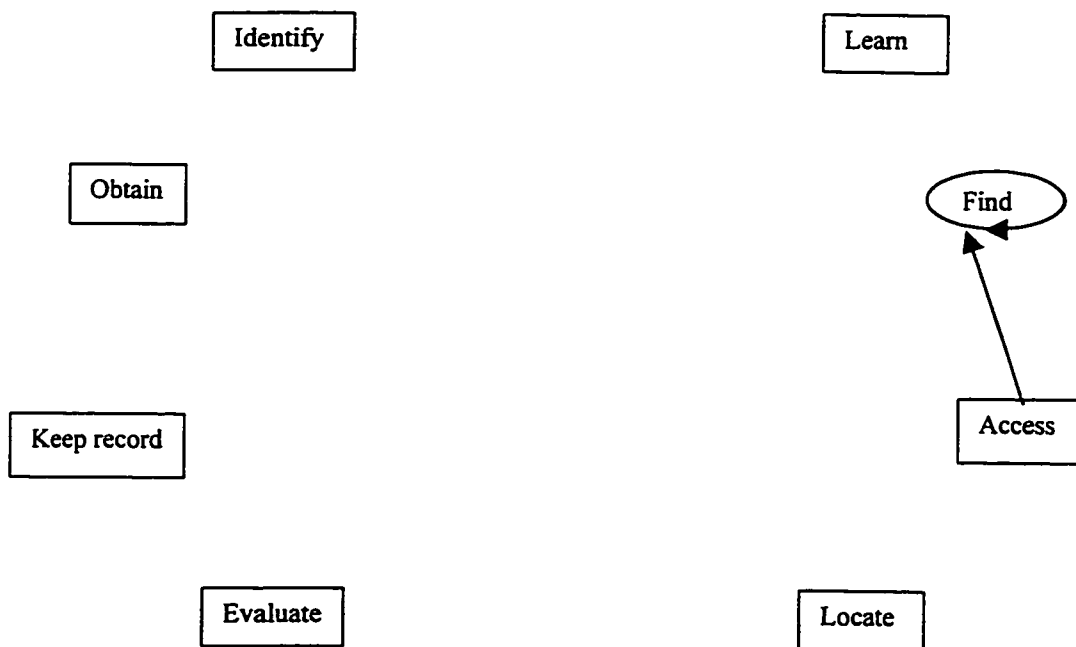 Identify
Learn
Obtain
Find
Keep record
Access
Evaluate
Locate